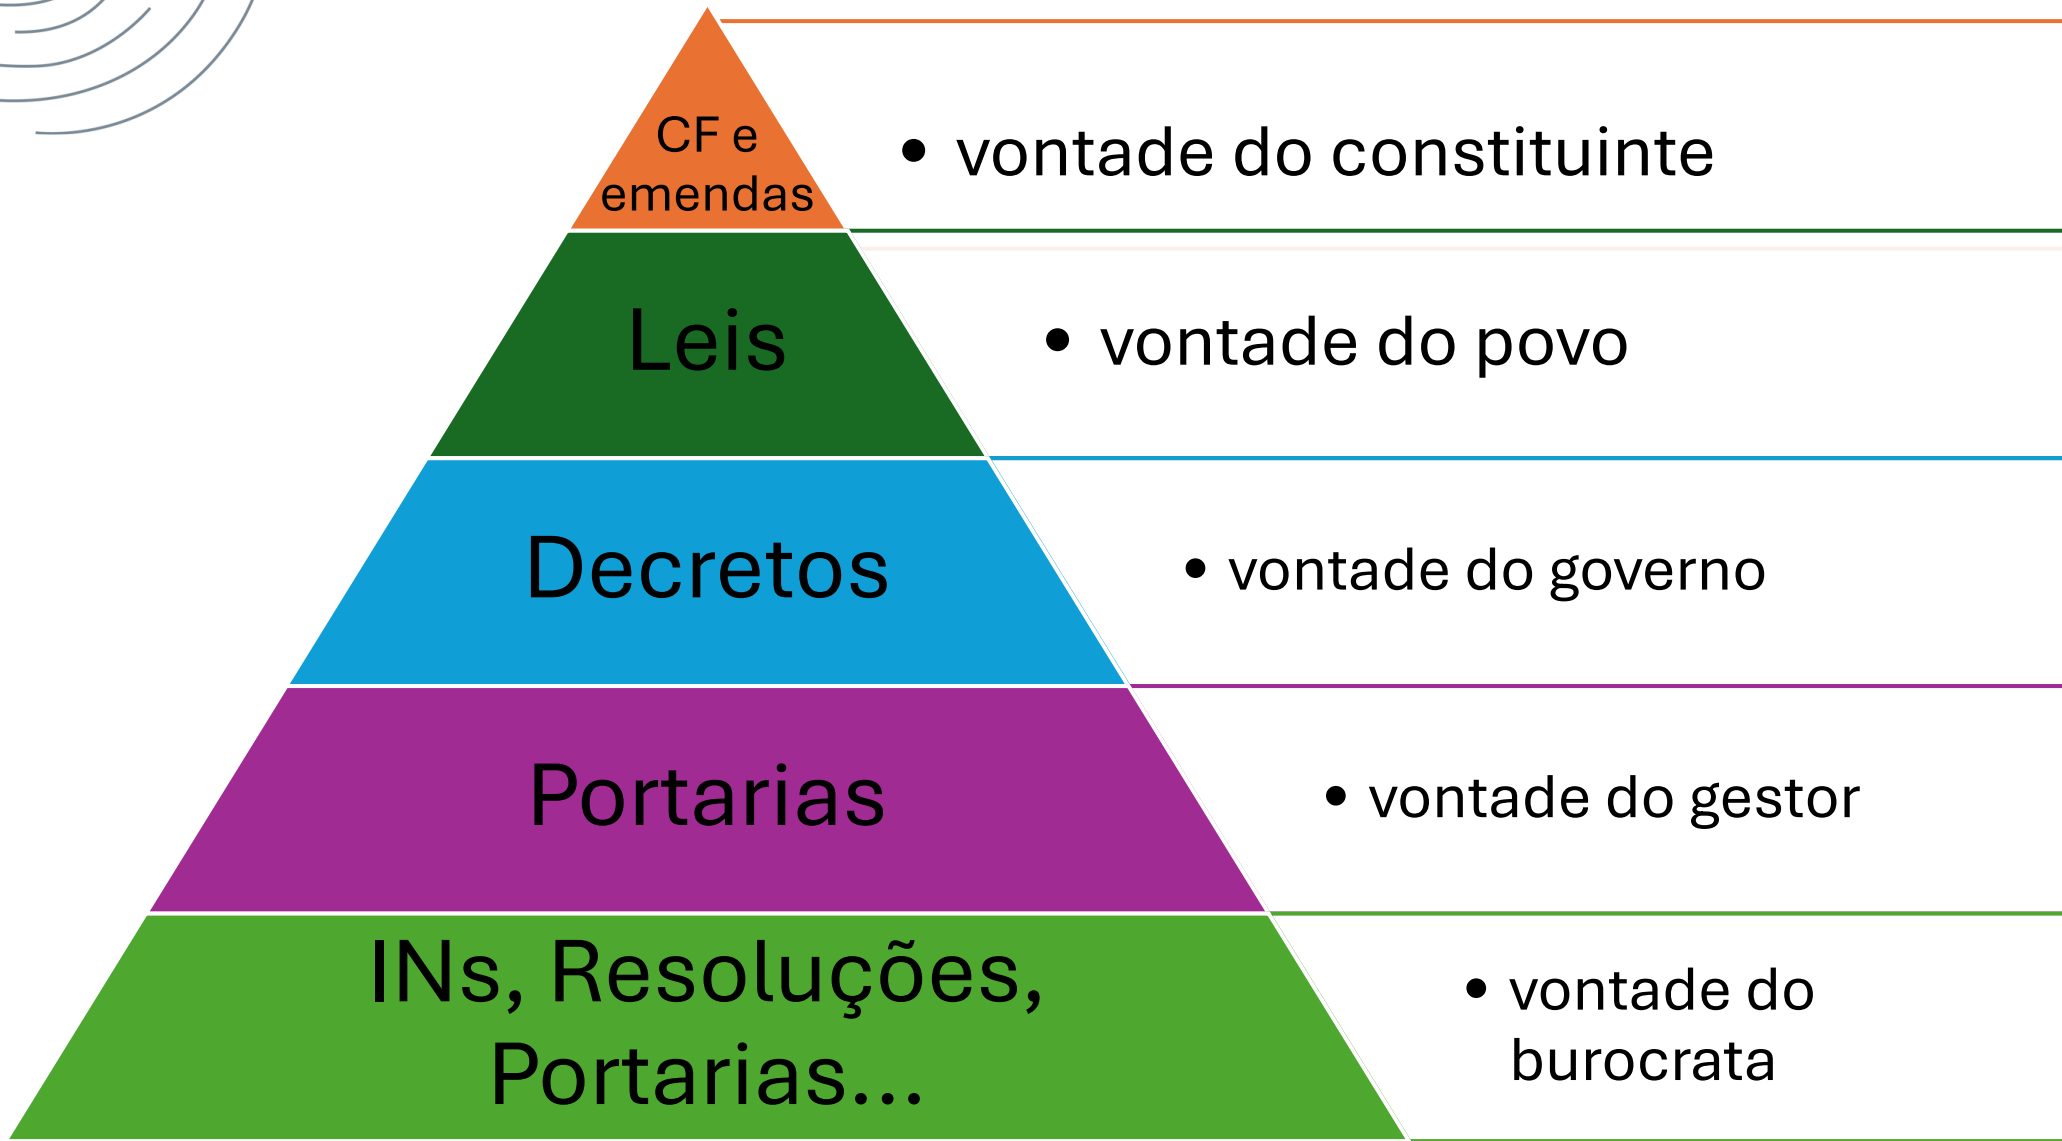 CF e
emendas
• vontade do constituinte
Leis
• vontade do povo
Decretos
• vontade do governo
Portarias
• vontade do gestor
INs, Resoluções,
Portarias...
• vontade do
burocrata